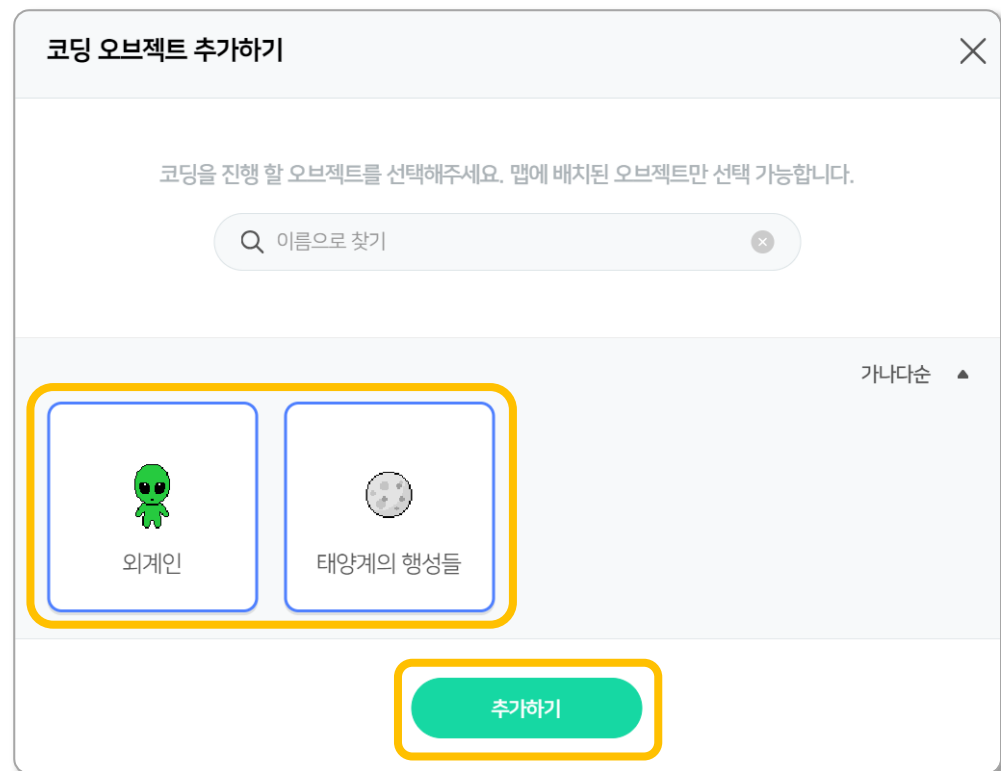 코딩 오브젝트 추가하기
코딩을 진행 할 오브젝트를 선택해주세요. 맵에 배치된 오브젝트만 선택 가능합니다.
이름으로 찾기
가나다순
외계인
태양계의 행성들
추가하기